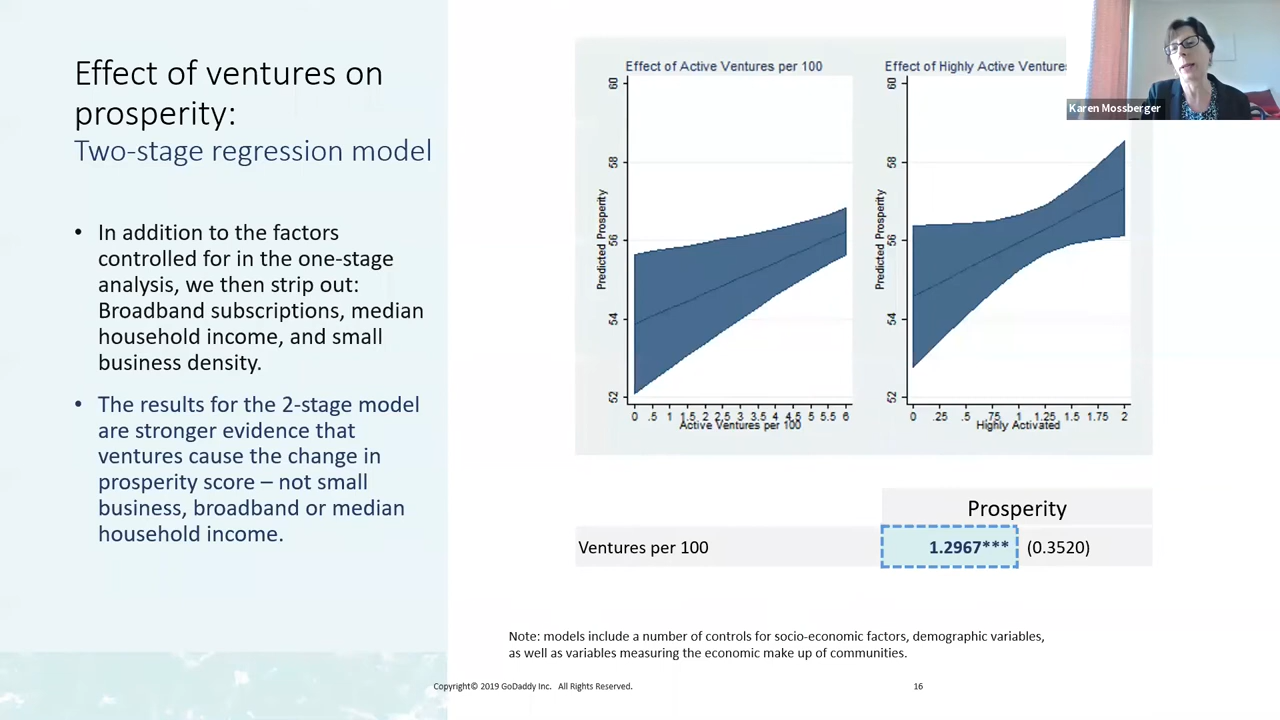 Effect of ventures on
prosperity:
Two-stage regression model
• In addition to the factors
controlled for in the one-stage
analysis, we then strip out:
Broadband subscriptions, median
household income, and small
business density.
• The results for the 2-stage model
are stronger evidence that
ventures cause the change in
prosperity score – not small
business, broadband or median
household income.
Effect of Active Ventures per 100
Predicted Prosperity
60
58
56
54
52
0 .5 1 1.5 2 2.5 3 3.5 4 4.5 5 5.5 6
Active Ventures per 100
Effect of Highly Active Ventures
Predicted Prosperity
60
58
56
54
52
0 .25 .5 .75 1 1.25 1.5 1.75 2
Highly Activated
Karen Mossberger
Prosperity
Ventures per 100 1.2967*** (0.3520)
Note: models include a number of controls for socio-economic factors, demographic variables,
as well as variables measuring the economic make up of communities.
Copyright© 2019 GoDaddy Inc. All Rights Reserved. 16